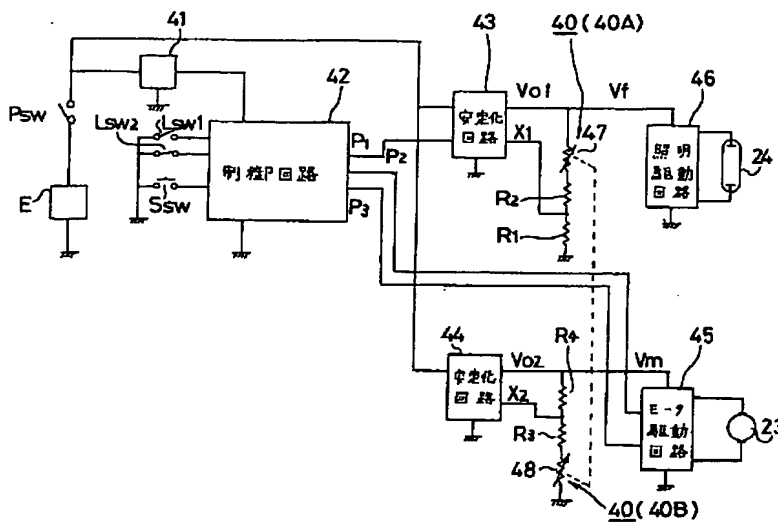 41
40(40A)
43
42
Vo1
Vf
46
PSW
Lsw2
Lsw1
P1
P2
安定化
回路
X1
47
照明
駆動
回路
24
制御回路
E
Ssw
P3
R2
R1
44
Vo2
R4
Vm
45
安定化
回路
X2
R3
モータ
駆動
回路
23
48
40(40B)